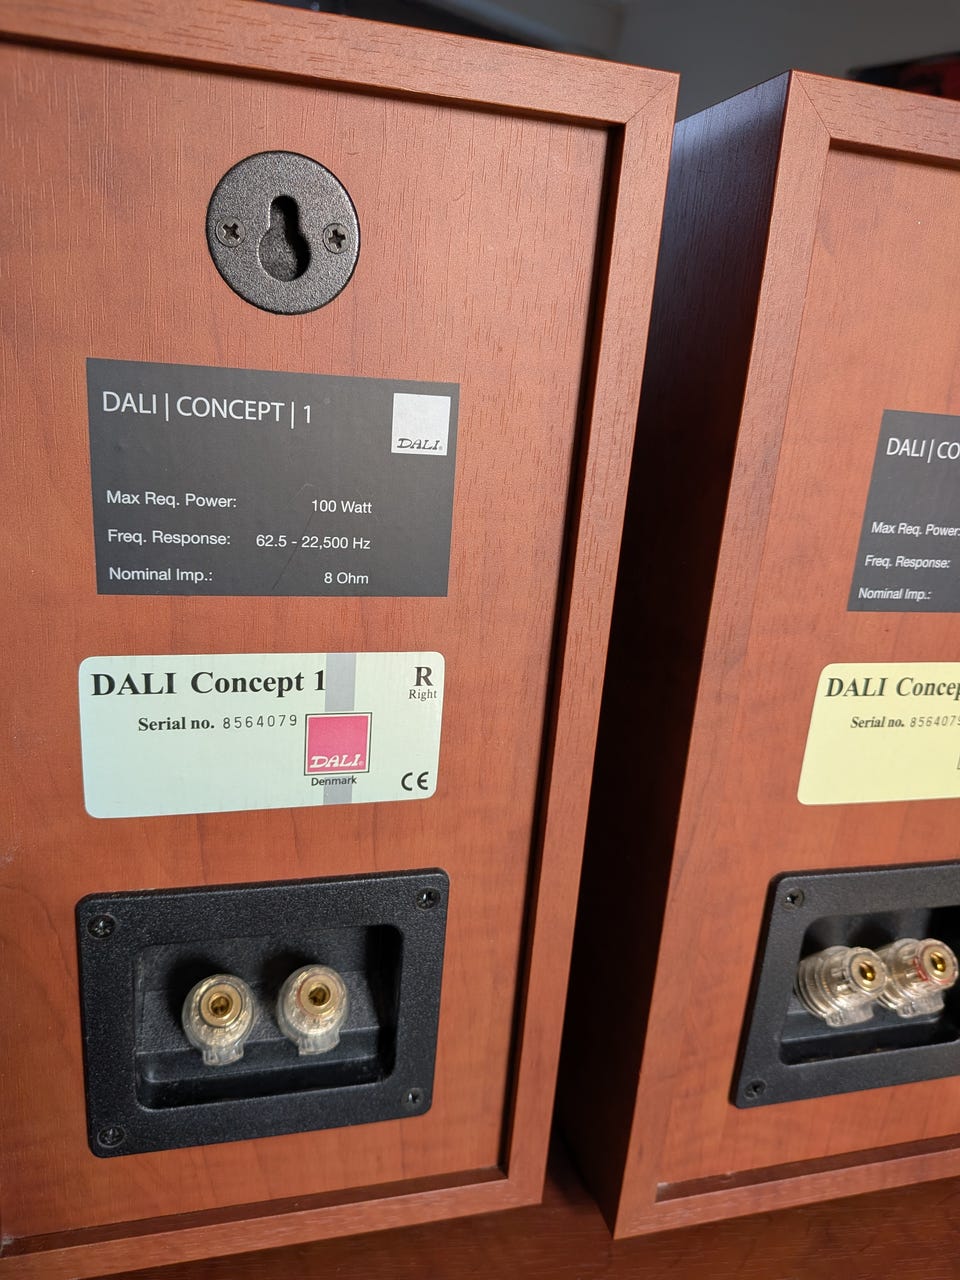 DALI | CONCEPT | 1
DALI
Max Req. Power: 100 Watt
Freq. Response: 62.5 - 22,500 Hz
Nominal Imp.: 8 Ohm
DALI Concept 1
R
Right
Serial no. 8564079
DALI
Denmark
CE
DALI | CO
Max Req. Power:
Freq. Response:
Nominal Imp.:
DALI Concep
Serial no. 8564079